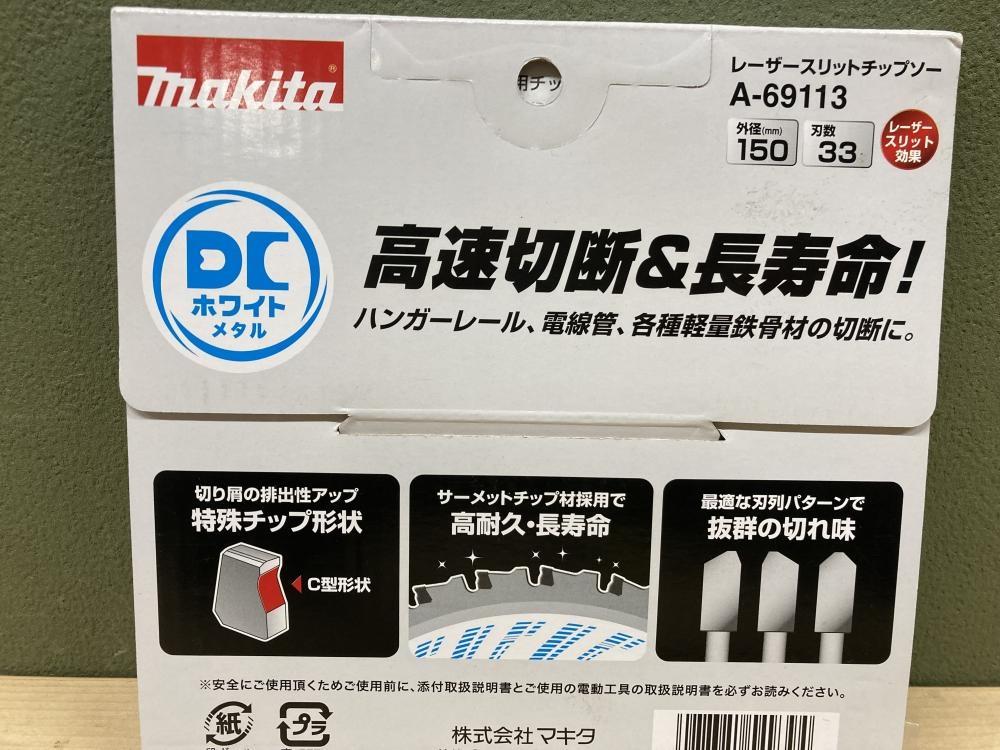 makita®
用チッ
レーザースリットチップソー
A-69113
外径(mm)
150
刃数
33
レーザー
スリット
効果
DC
ホワイト
メタル
高速切断&長寿命!
ハンガーレール、電線管、各種軽量鉄骨材の切断に。
切り屑の排出性アップ
特殊チップ形状
C型形状
サーメットチップ材採用で
高耐久・長寿命
最適な刃列パターンで
抜群の切れ味
※安全にご使用頂くためご使用前に、添付取扱説明書とご使用の電動工具の取扱説明書を必ずお読みください。
紙
プラ
株式会社マキタ